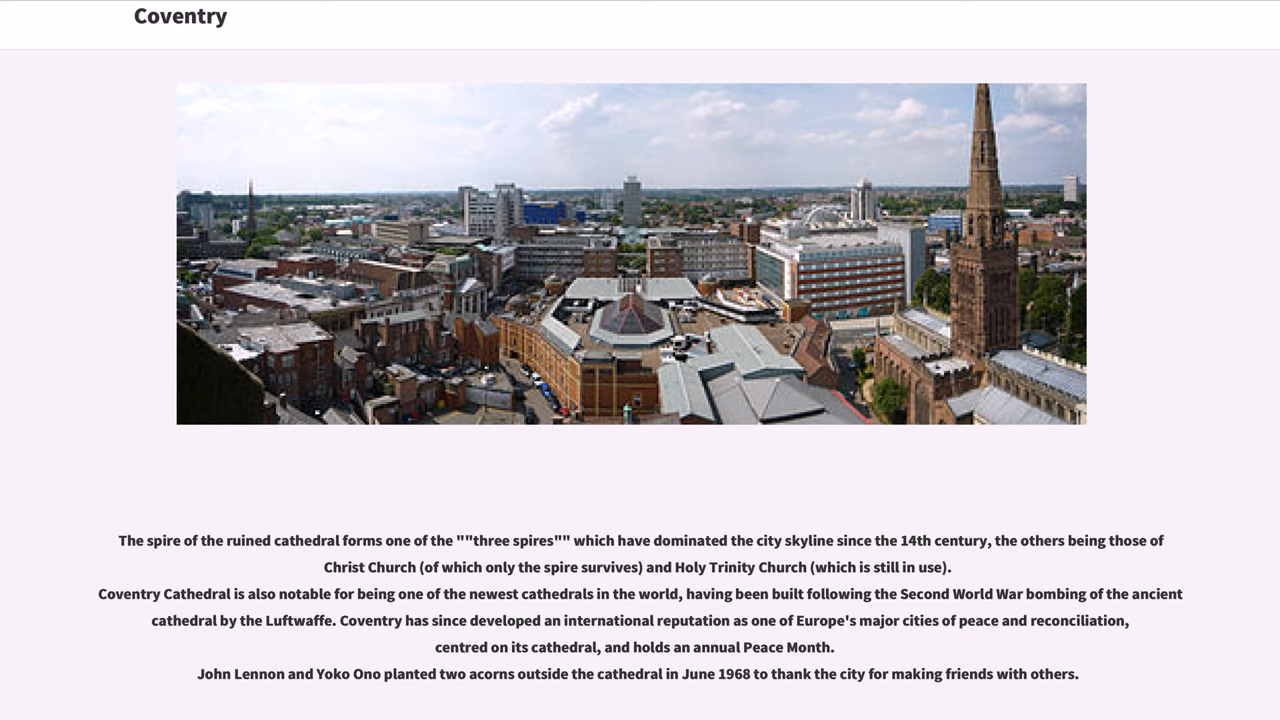 Coventry
The spire of the ruined cathedral forms one of the ""three spires"" which have dominated the city skyline since the 14th century, the others being those of
Christ Church (of which only the spire survives) and Holy Trinity Church (which is still in use).
Coventry Cathedral is also notable for being one of the newest cathedrals in the world, having been built following the Second World War bombing of the ancient
cathedral by the Luftwaffe. Coventry has since developed an international reputation as one of Europe's major cities of peace and reconciliation,
centred on its cathedral, and holds an annual Peace Month.
John Lennon and Yoko Ono planted two acorns outside the cathedral in June 1968 to thank the city for making friends with others.